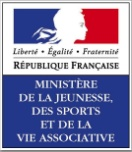 Liberté • Égalité • Fraternité
RÉPUBLIQUE FRANÇAISE
MINISTÈRE
DE LA JEUNESSE,
DES SPORTS
ET DE LA
VIE ASSOCIATIVE